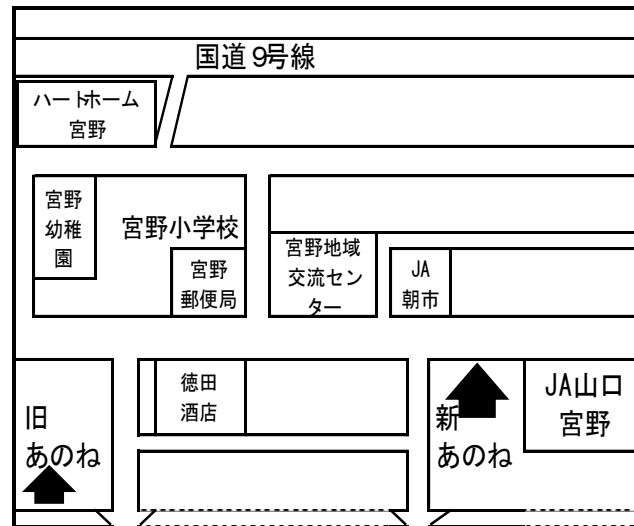 国道9号線
ハートホーム
宮野
宮野
幼稚
園
宮野小学校
宮野
郵便局
宮野地域
交流セン
ター
JA
朝市
旧
あのね
徳田
酒店
新
あのね
JA山口
宮野